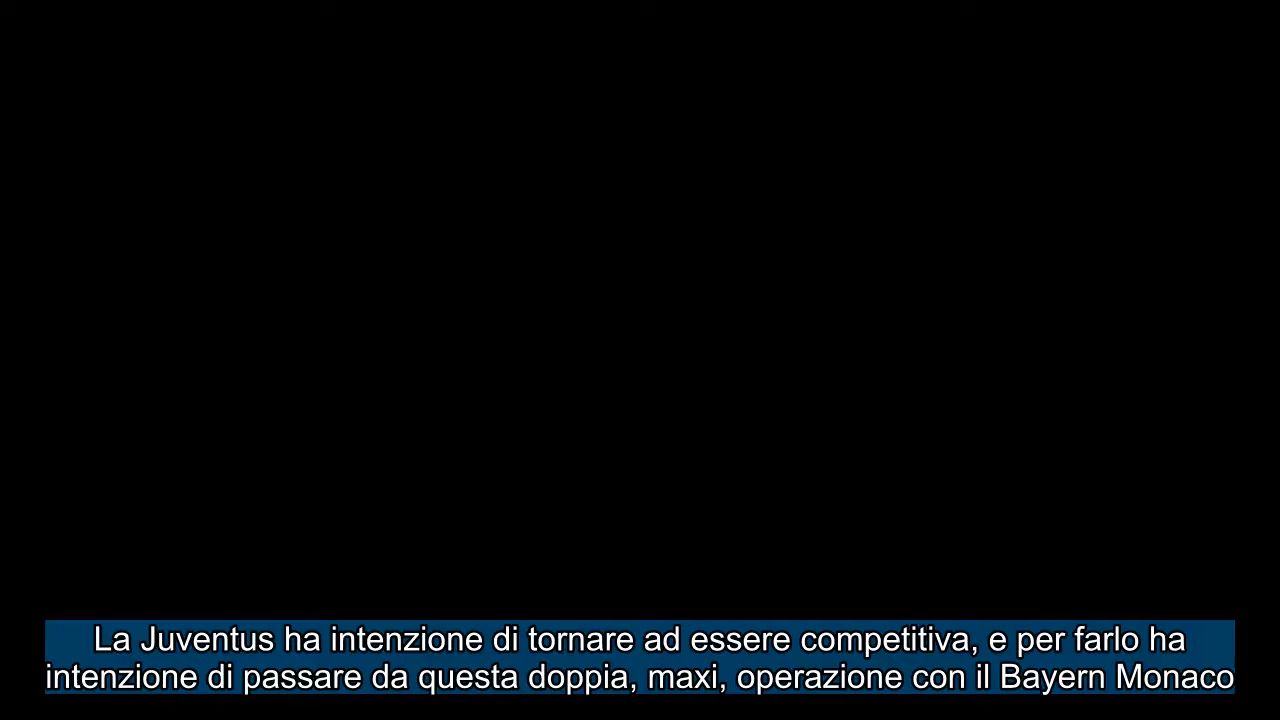 La Juventus ha intenzione di tornare ad essere competitiva, e per farlo ha
intenzione di passare da questa doppia, maxi, operazione con il Bayern Monaco